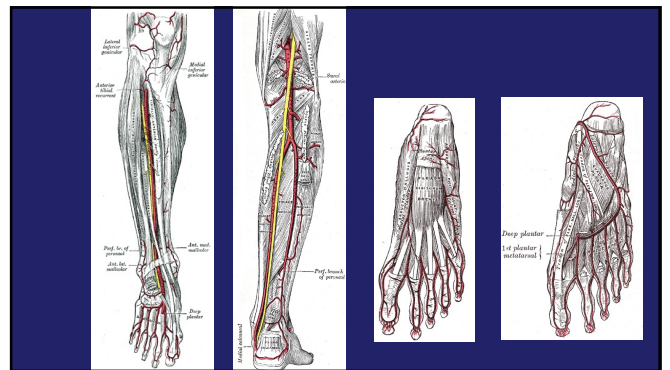 Lateral
inferior
genicular
Medial
inferior
genicular
Anterior
tibial
recurrent
Perf. br. of
peroneal
Ant. lat.
malleolar
Ant. med.
malleolar
Deep
plantar
Sural
arteries
Perf. branch
of peroneal
Medial calcaneal
Deep plantar
1st plantar
metatarsal